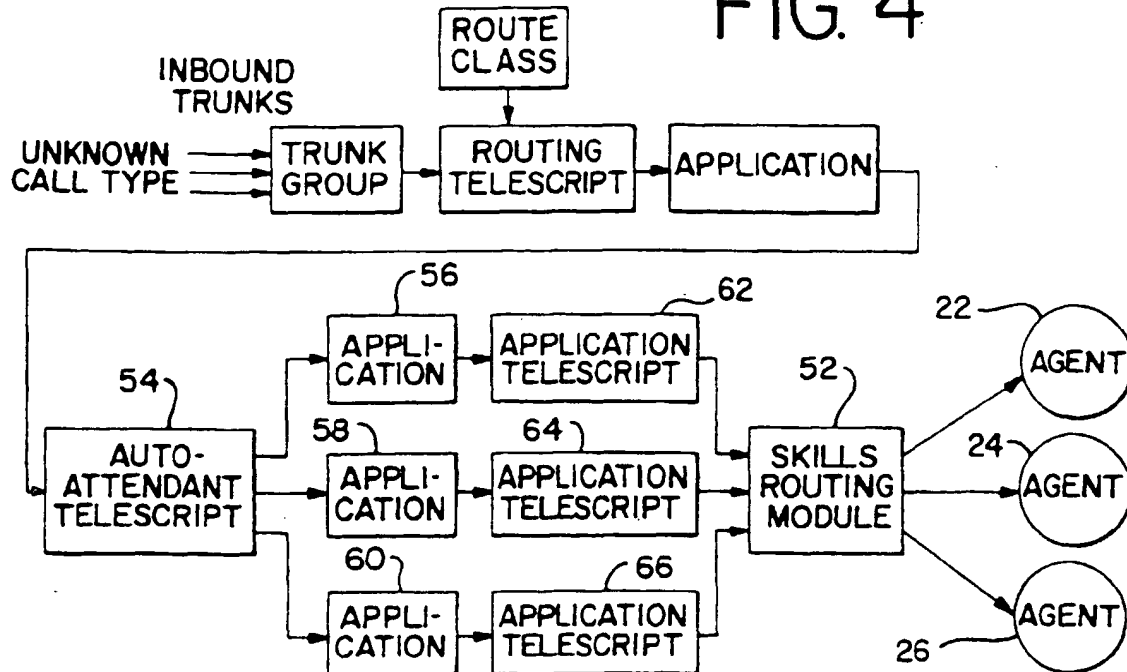 FIG. 4
ROUTE
CLASS
INBOUND
TRUNKS
UNKNOWN
CALL TYPE
TRUNK
GROUP
ROUTING
TELESCRIPT
APPLICATION
56
62
22
APPLI-
CATION
APPLICATION
TELESCRIPT
AGENT
54
58
64
52
24
AUTO-
ATTENDANT
TELESCRIPT
APPLI-
CATION
APPLICATION
TELESCRIPT
SKILLS
ROUTING
MODULE
AGENT
60
66
APPLI-
CATION
APPLICATION
TELESCRIPT
AGENT
26